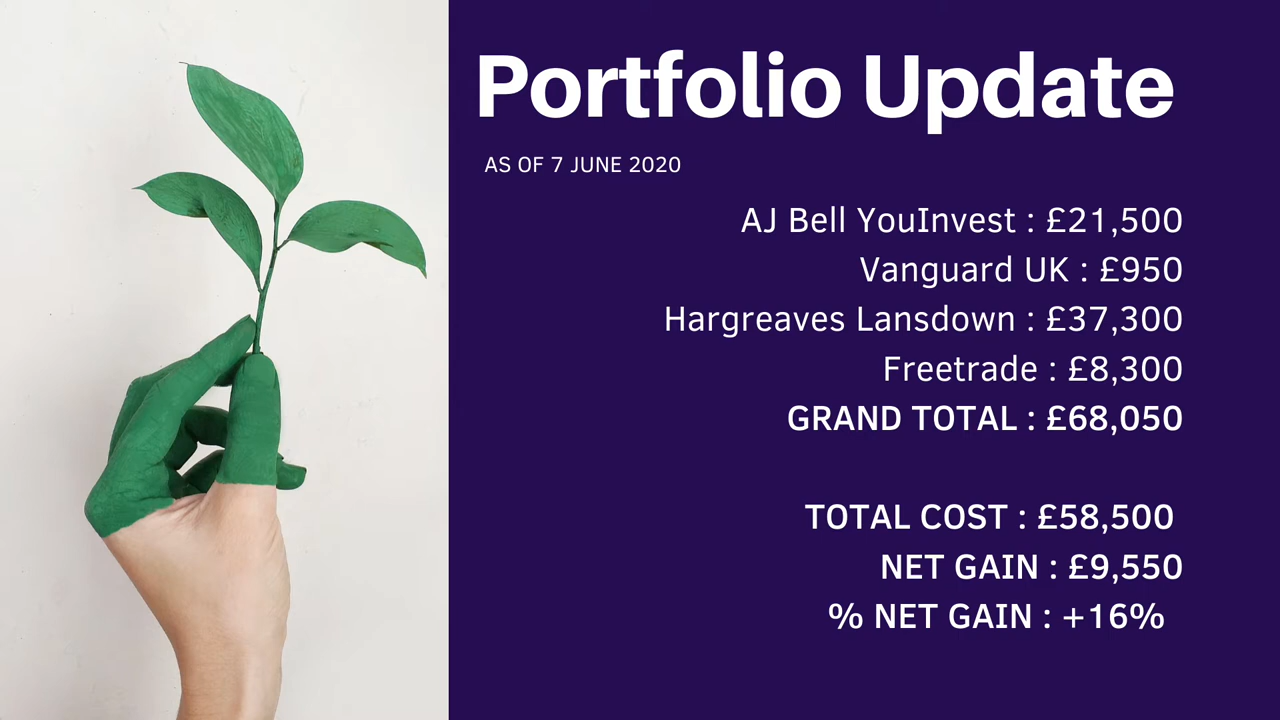 Portfolio Update
AS OF 7 JUNE 2020
AJ Bell YouInvest : £21,500
Vanguard UK : £950
Hargreaves Lansdown : £37,300
Freetrade : £8,300
GRAND TOTAL : £68,050
TOTAL COST : £58,500
NET GAIN : £9,550
% NET GAIN : +16%